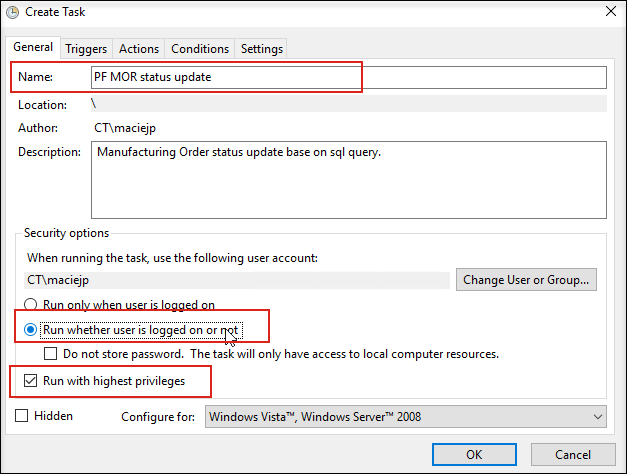 Create Task
General Triggers Actions Conditions Settings
Name: PF MOR status update
Location: \
Author: CT\maciejp
Description: Manufacturing Order status update base on sql query.
Security options
When running the task, use the following user account:
CT\maciejp Change User or Group...
Run only when user is logged on
Run whether user is logged on or not
Do not store password. The task will only have access to local computer resources.
Run with highest privileges
Hidden Configure for: Windows Vista™, Windows Server™ 2008
OK Cancel